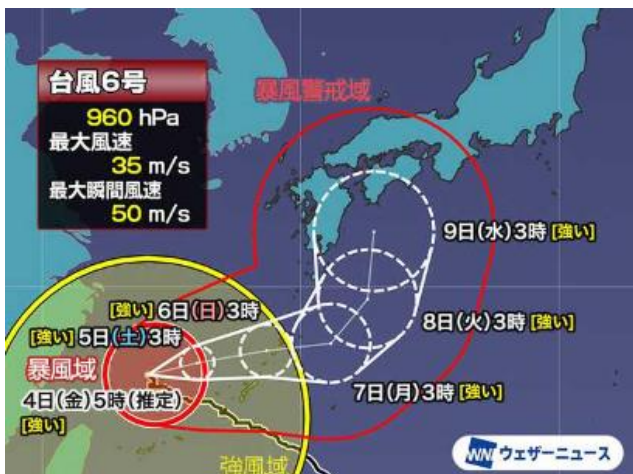 台風6号
960 hPa
最大風速
35 m/s
最大瞬間風速
50 m/s
暴風警戒域
9日(水)3時[強い]
[強い]6日(日)3時
[強い]5日(土)3時
8日(火)3時[強い]
暴風域
7日(月)3時[強い]
4日(金)5時(推定)
[強い]
強風域
WN ウェザーニュース